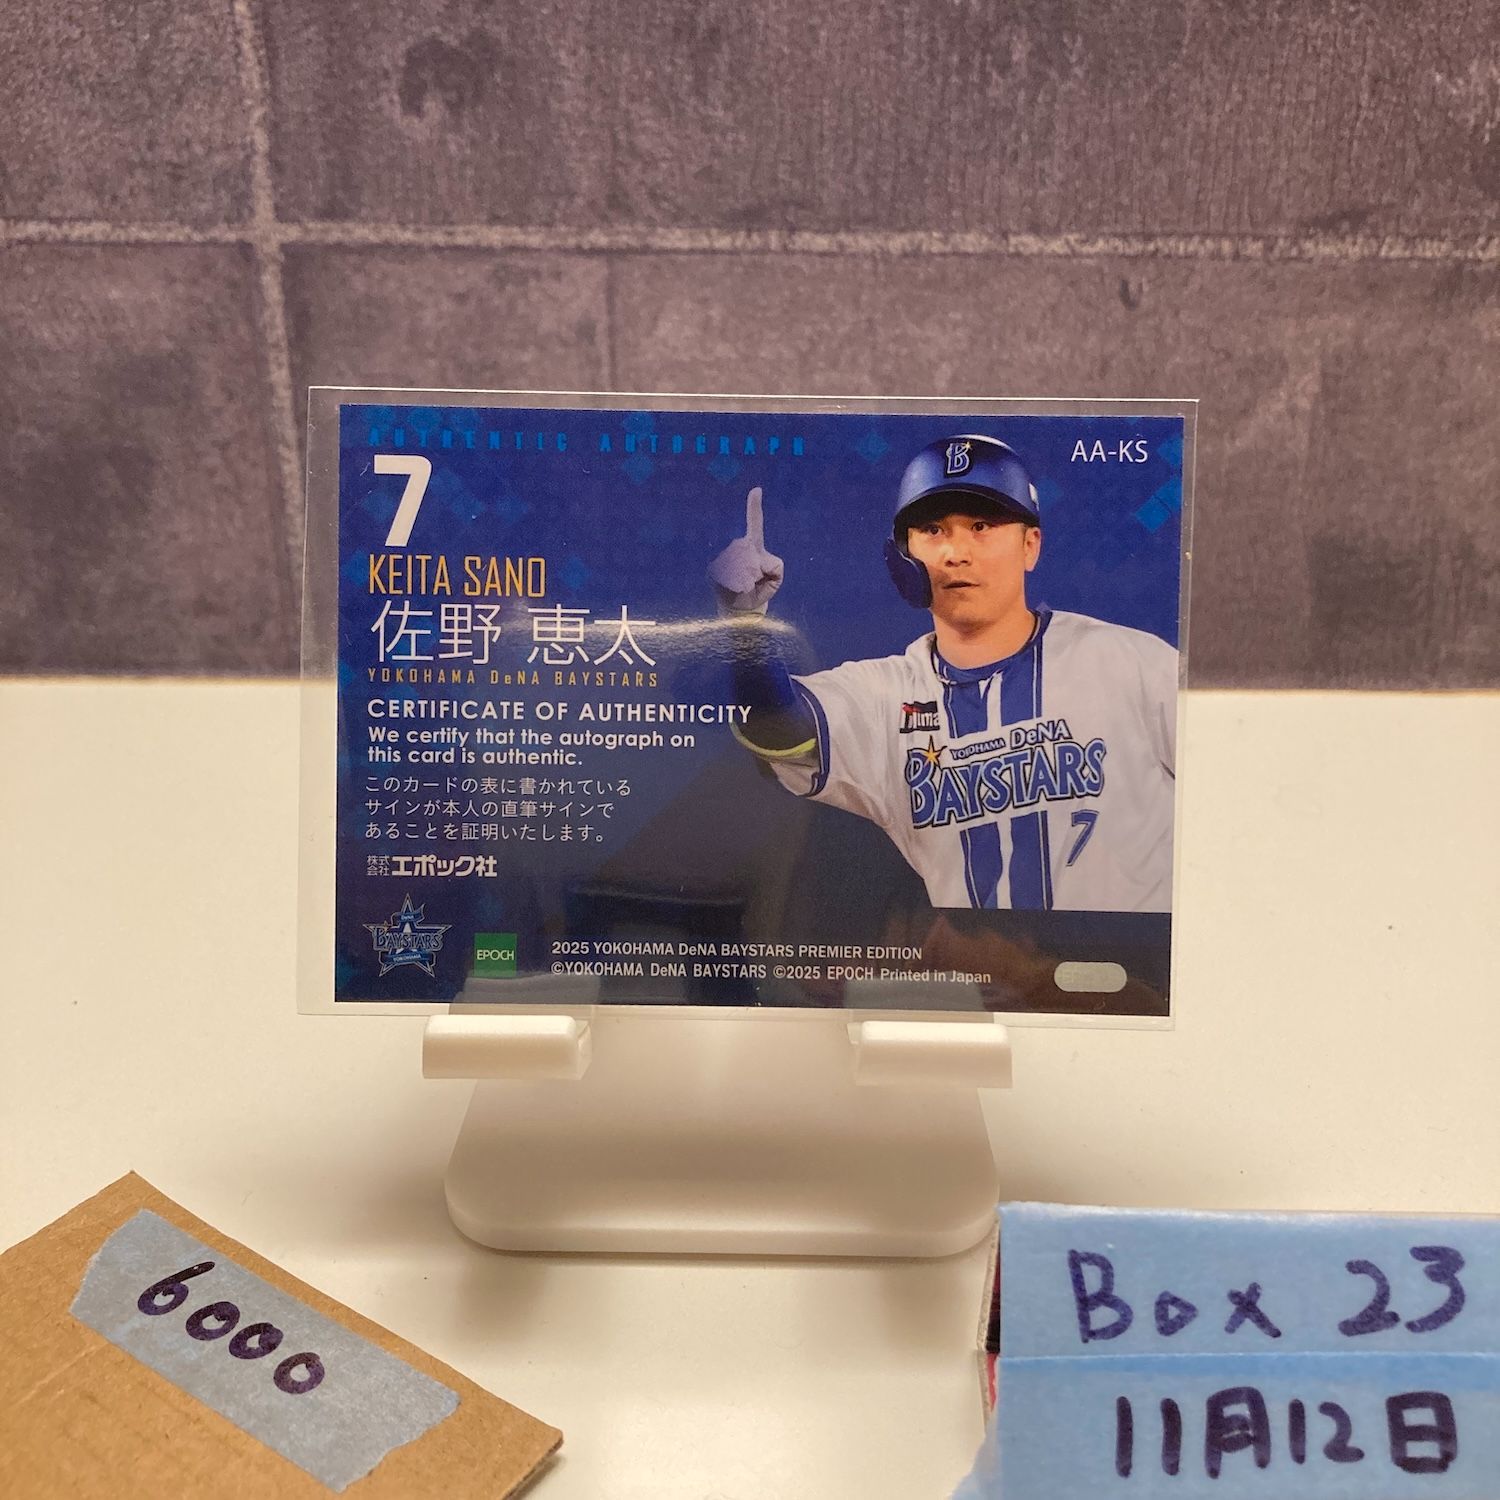 AUTHENTIC AUTOGRAPH
AA-KS
7
KEITA SANO
佐野 恵太
YOKOHAMA DeNA BAYSTARS
CERTIFICATE OF AUTHENTICITY
We certify that the autograph on
this card is authentic.
このカードの表に書かれている
サインが本人の直筆サインで
あることを証明いたします。
株式会社エポック社
B
YOKOHAMA DeNA
BAYSTARS
7
DeNA
BAYSTARS
YOKOHAMA
EPOCH
2025 YOKOHAMA DeNA BAYSTARS PREMIER EDITION
©YOKOHAMA DeNA BAYSTARS ©2025 EPOCH Printed in Japan
6000
Box 23
11月12日